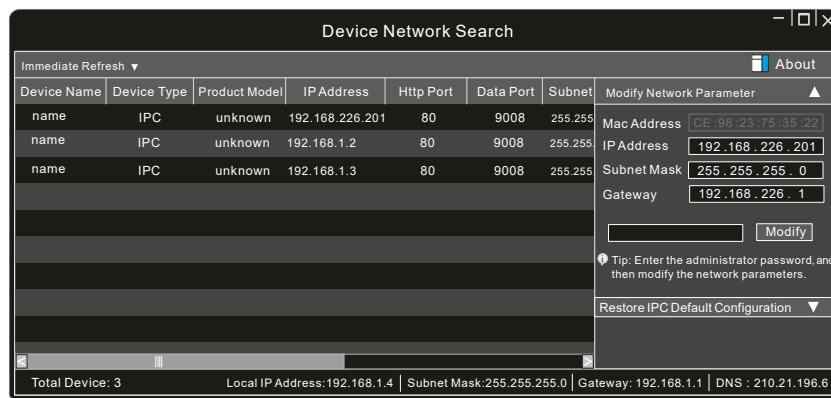 Device Network Search
Immediate Refresh ▼
About
Device Name Device Type Product Model IP Address Http Port Data Port Subnet
name IPC unknown 192.168.226.201 80 9008 255.255
name IPC unknown 192.168.1.2 80 9008 255.255.
name IPC unknown 192.168.1.3 80 9008 255.255.
Modify Network Parameter ▲
Mac Address CE :98 :23 :75 :35 :22
IP Address 192 .168 . 226 . 201
Subnet Mask 255 . 255 . 255 . 0
Gateway 192 .168 . 226 . 1
Modify
Tip: Enter the administrator password, and
then modify the network parameters.
Restore IPC Default Configuration ▼
Total Device: 3 Local IP Address:192.168.1.4 Subnet Mask:255.255.255.0 Gateway: 192.168.1.1 DNS : 210.21.196.6